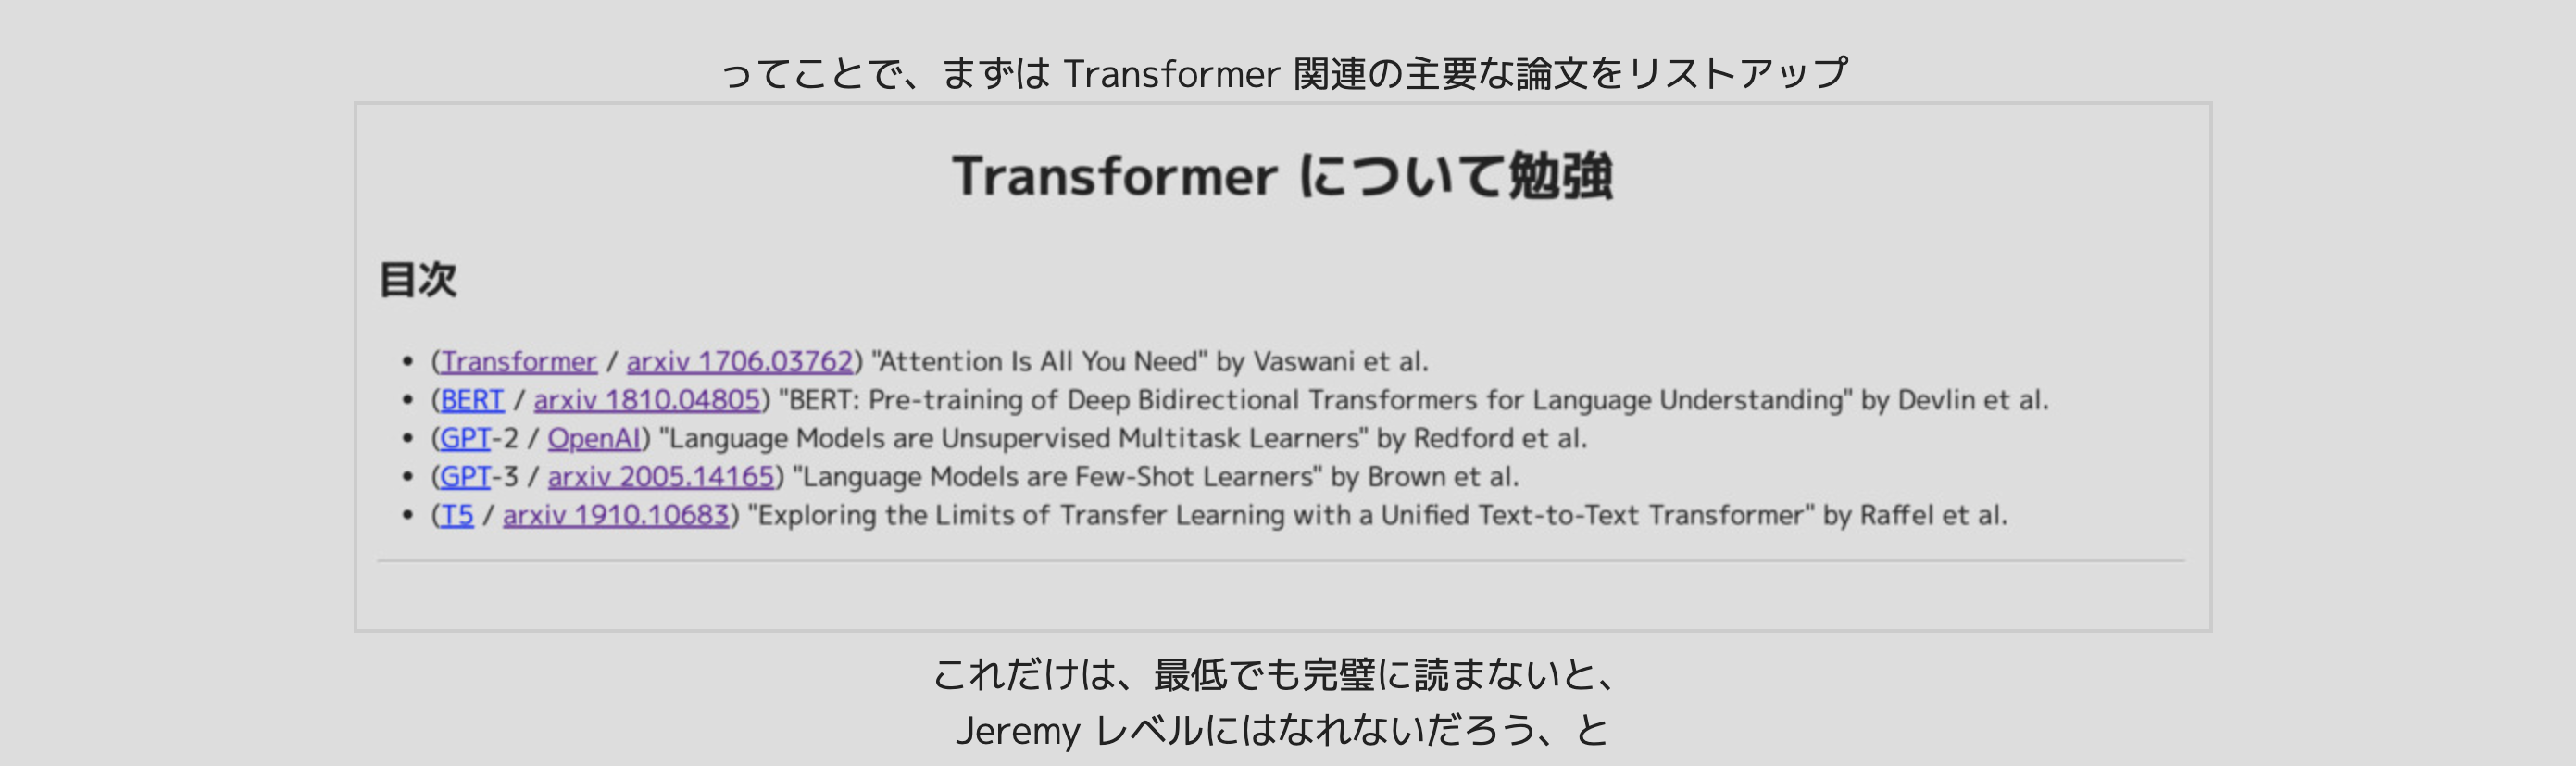 ってことで、まずは Transformer 関連の主要な論文をリストアップ
Transformer について勉強
目次
• (Transformer / arxiv 1706.03762) "Attention Is All You Need" by Vaswani et al.
• (BERT / arxiv 1810.04805) "BERT: Pre-training of Deep Bidirectional Transformers for Language Understanding" by Devlin et al.
• (GPT-2 / OpenAI) "Language Models are Unsupervised Multitask Learners" by Redford et al.
• (GPT-3 / arxiv 2005.14165) "Language Models are Few-Shot Learners" by Brown et al.
• (T5 / arxiv 1910.10683) "Exploring the Limits of Transfer Learning with a Unified Text-to-Text Transformer" by Raffel et al.
これだけは、最低でも完璧に読まないと、
Jeremy レベルにはなれないだろう、と